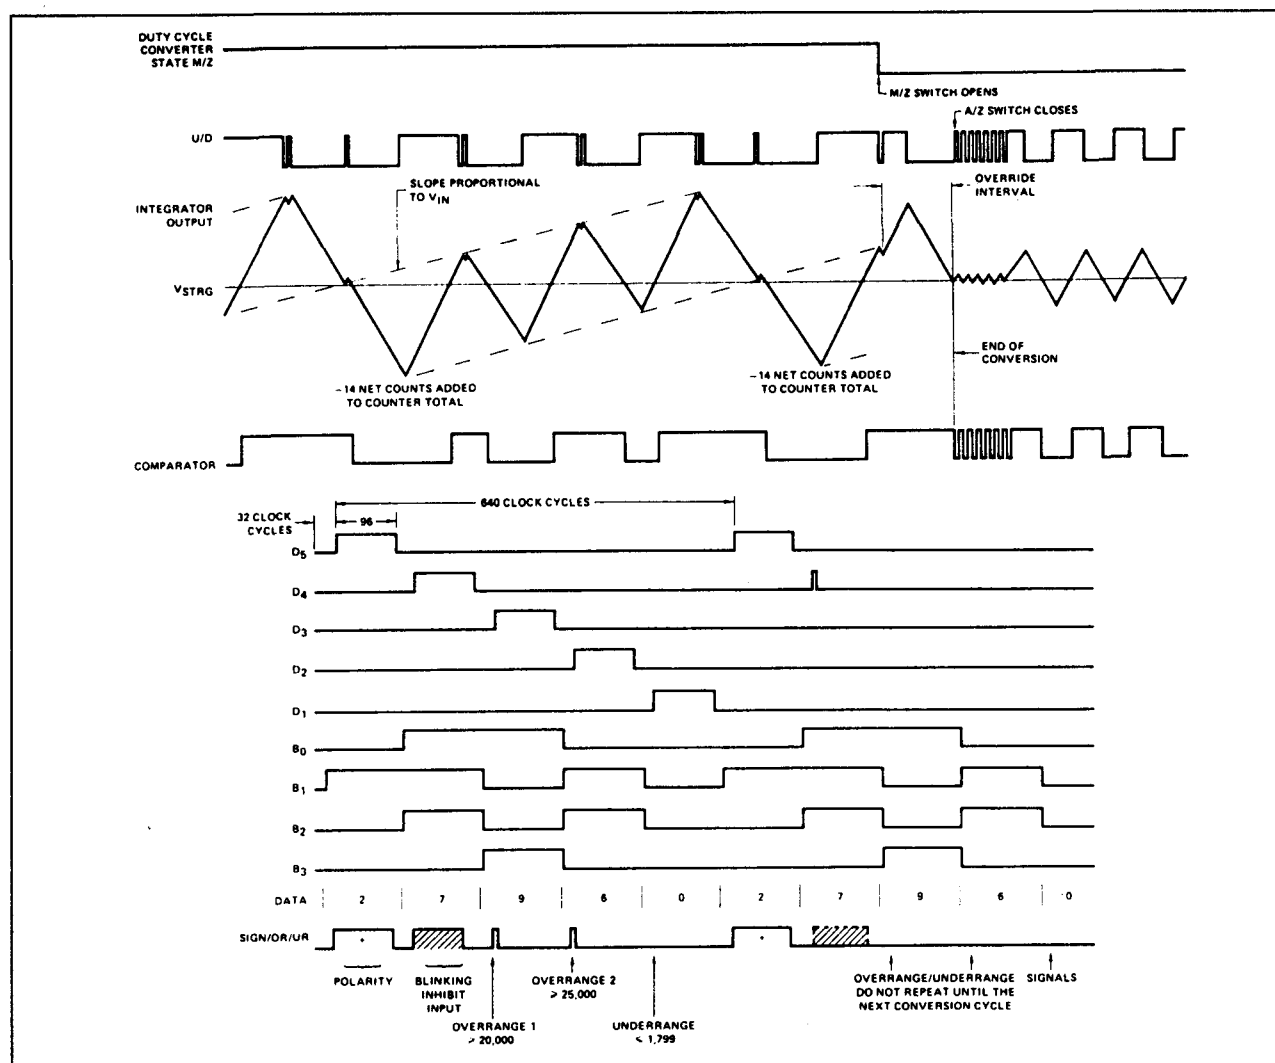 DUTY CYCLE
CONVERTER
STATE M/Z
M/Z SWITCH OPENS
A/Z SWITCH CLOSES
U/D
SLOPE PROPORTIONAL
TO VIN
OVERRIDE
INTERVAL
INTEGRATOR
OUTPUT
VSTRG
END OF
CONVERSION
~14 NET COUNTS ADDED
TO COUNTER TOTAL
~14 NET COUNTS ADDED
TO COUNTER TOTAL
COMPARATOR
640 CLOCK CYCLES
32 CLOCK
CYCLES
96
D5
D4
D3
D2
D1
B0
B1
B2
B3
DATA 2 7 9 6 0 2 7 9 6 0
SIGN/OR/UR + +
POLARITY
BLINKING
INHIBIT
INPUT
OVERRANGE 1
≥ 20,000
OVERRANGE 2
≥ 25,000
UNDERRANGE
≤ 1,799
OVERRANGE/UNDERRANGE SIGNALS
DO NOT REPEAT UNTIL THE
NEXT CONVERSION CYCLE